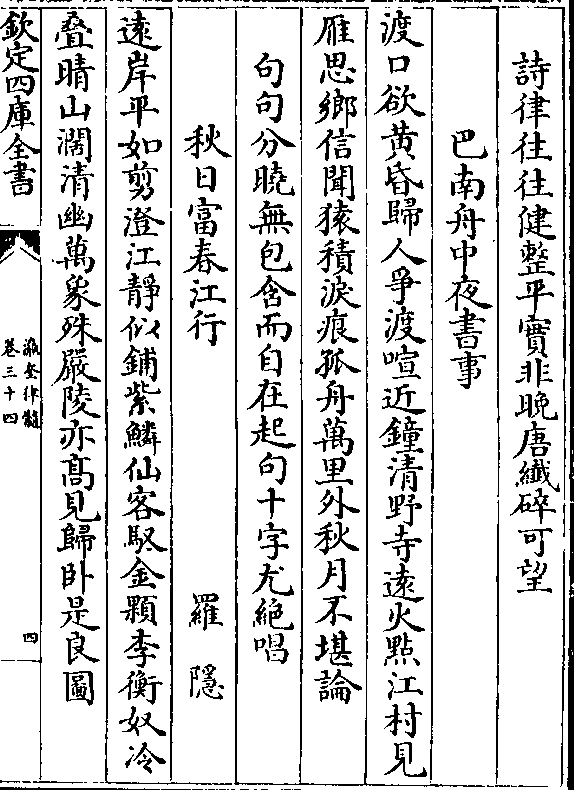 詩律往往健整平實非晚唐纖碎可望
巴南舟中夜書事
渡口欲黄昏歸人爭渡喧近鐘清野寺逺火㸃江村見
雁思鄉信聞猿積淚痕孤舟萬里外秋月不堪論
句句分曉無包含而自在起句十字尤絶唱
秋日富春江行 羅隱
逺岸平如剪澄江靜似鋪紫鱗仙客馭金顆李衡奴冷
疊晴山濶清幽萬象殊嚴陵亦髙見歸卧是良圖
欽定四庫全書
瀛奎律髓
卷三十四
四